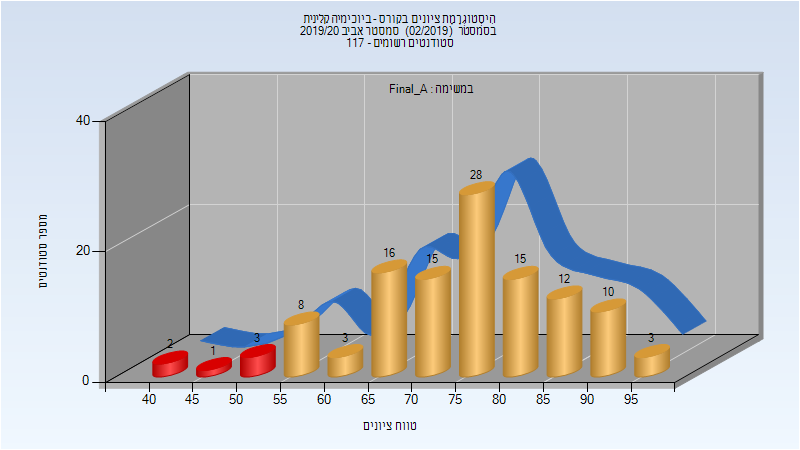 היסטוגרמת ציונים בקורס - ביוכימיה קלינית
בסמסטר (02/2019) סמסטר אביב 2019/20
סטודנטים רשומים - 117
במשימה : Final_A
מספר סטודנטים
40
20
0
2
1
3
8
3
16
15
28
15
12
10
3
40 45 50 55 60 65 70 75 80 85 90 95
טווח ציונים